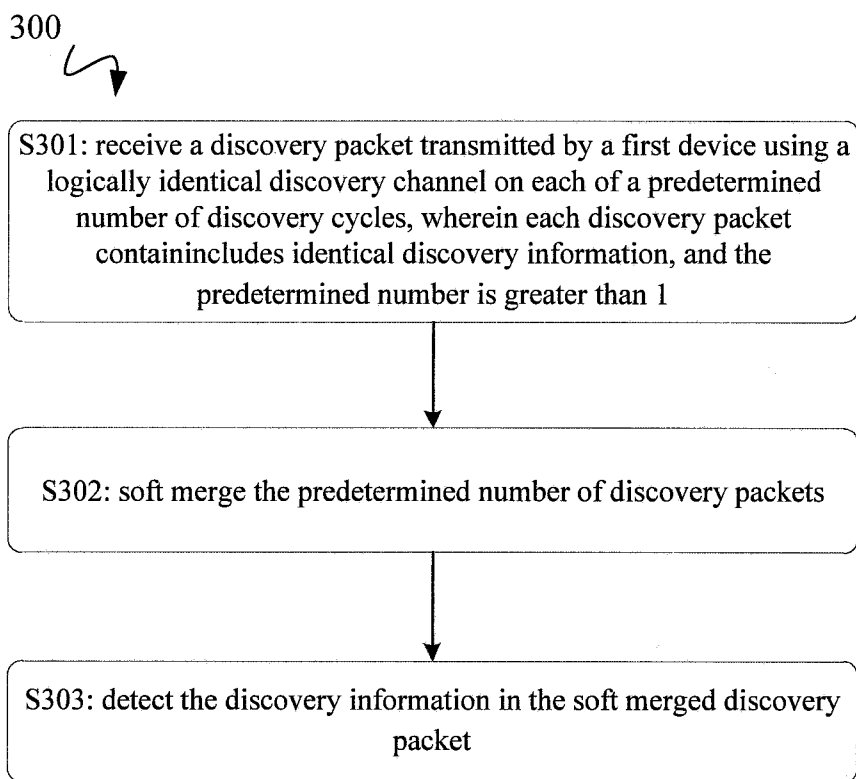 300
S301: receive a discovery packet transmitted by a first device using a
logically identical discovery channel on each of a predetermined
number of discovery cycles, wherein each discovery packet
containincludes identical discovery information, and the
predetermined number is greater than 1
S302: soft merge the predetermined number of discovery packets
S303: detect the discovery information in the soft merged discovery
packet